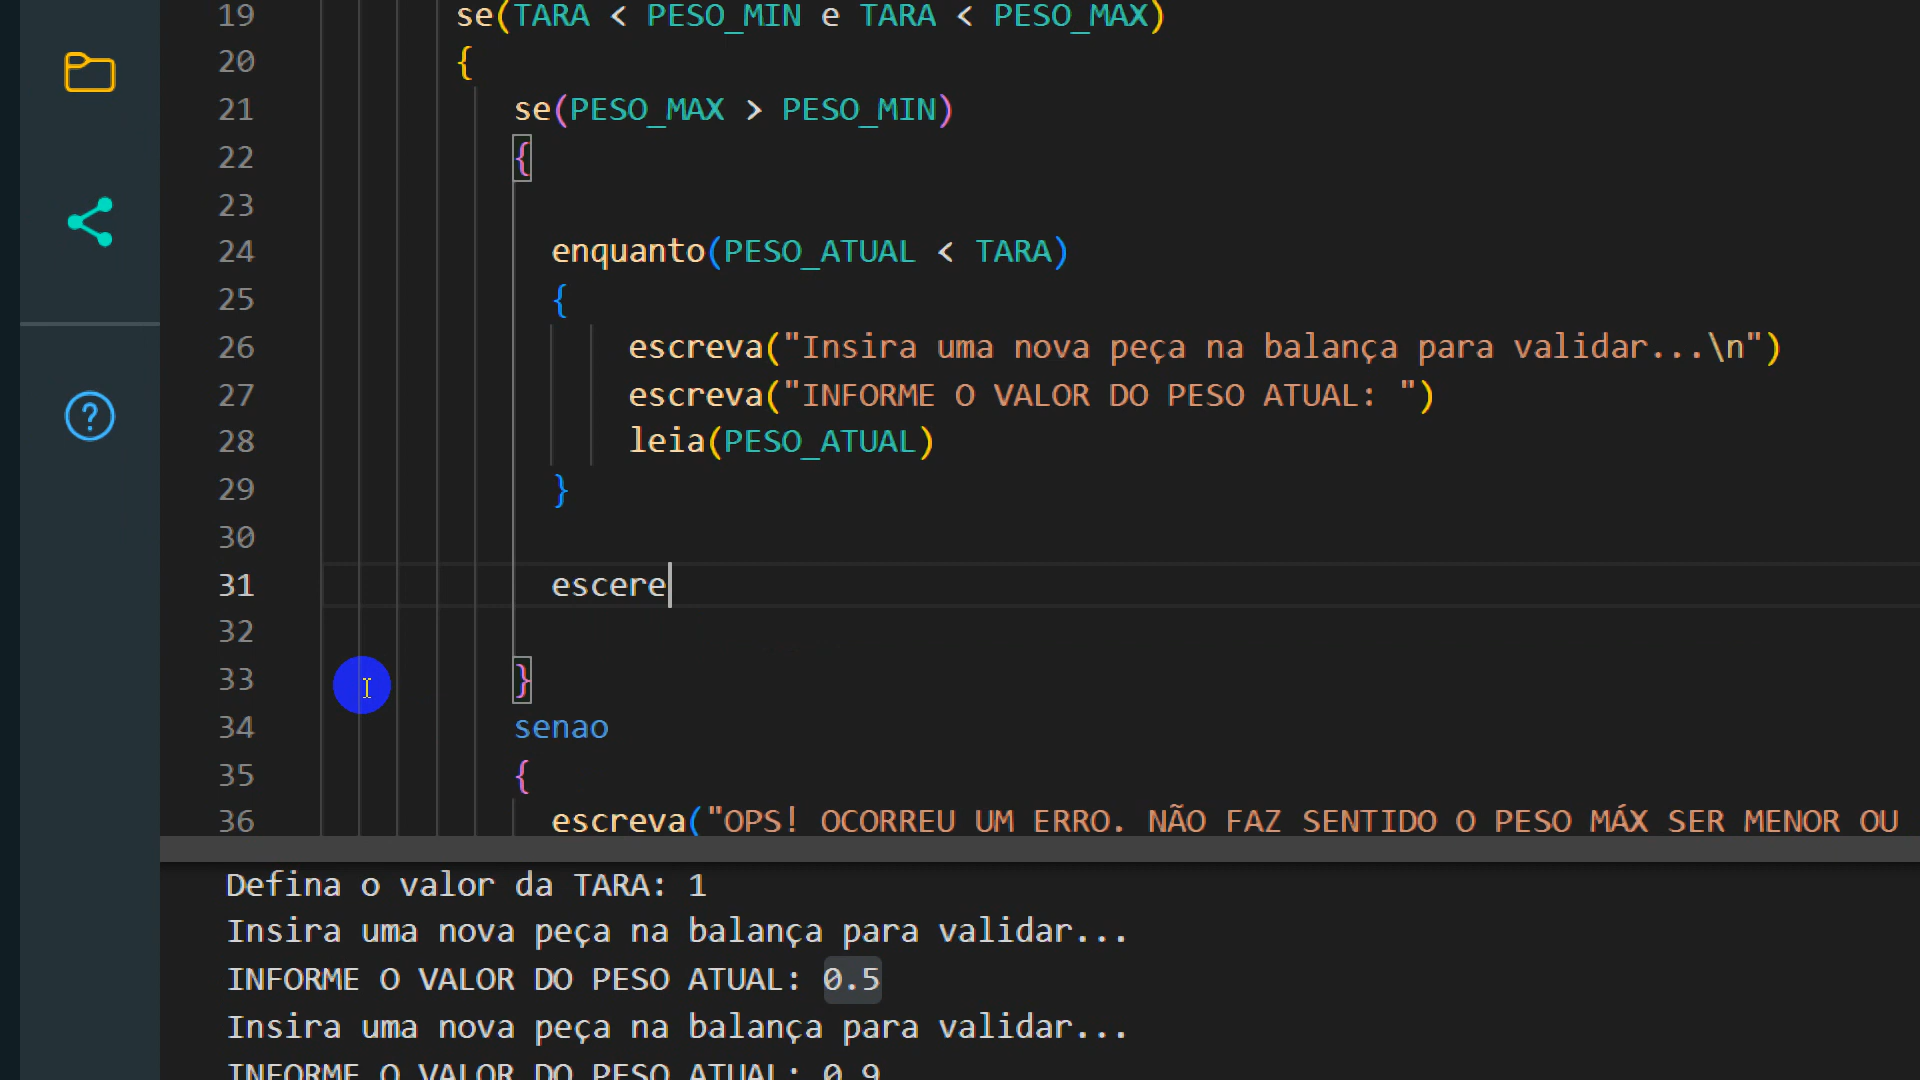 19 se(TARA < PESO_MIN e TARA < PESO_MAX)
20 {
21 se(PESO_MAX > PESO_MIN)
22 {
23
24 enquanto(PESO_ATUAL < TARA)
25 {
26 escreva("Insira uma nova peça na balança para validar...\n")
27 escreva("INFORME O VALOR DO PESO ATUAL: ")
28 leia(PESO_ATUAL)
29 }
30
31 escere
32
33 }
34 senao
35 {
36 escreva("OPS! OCORREU UM ERRO. NÃO FAZ SENTIDO O PESO MÁX SER MENOR OU
Defina o valor da TARA: 1
Insira uma nova peça na balança para validar...
INFORME O VALOR DO PESO ATUAL: 0.5
Insira uma nova peça na balança para validar...
INFORME O VALOR DO PESO ATUAL: 0.9